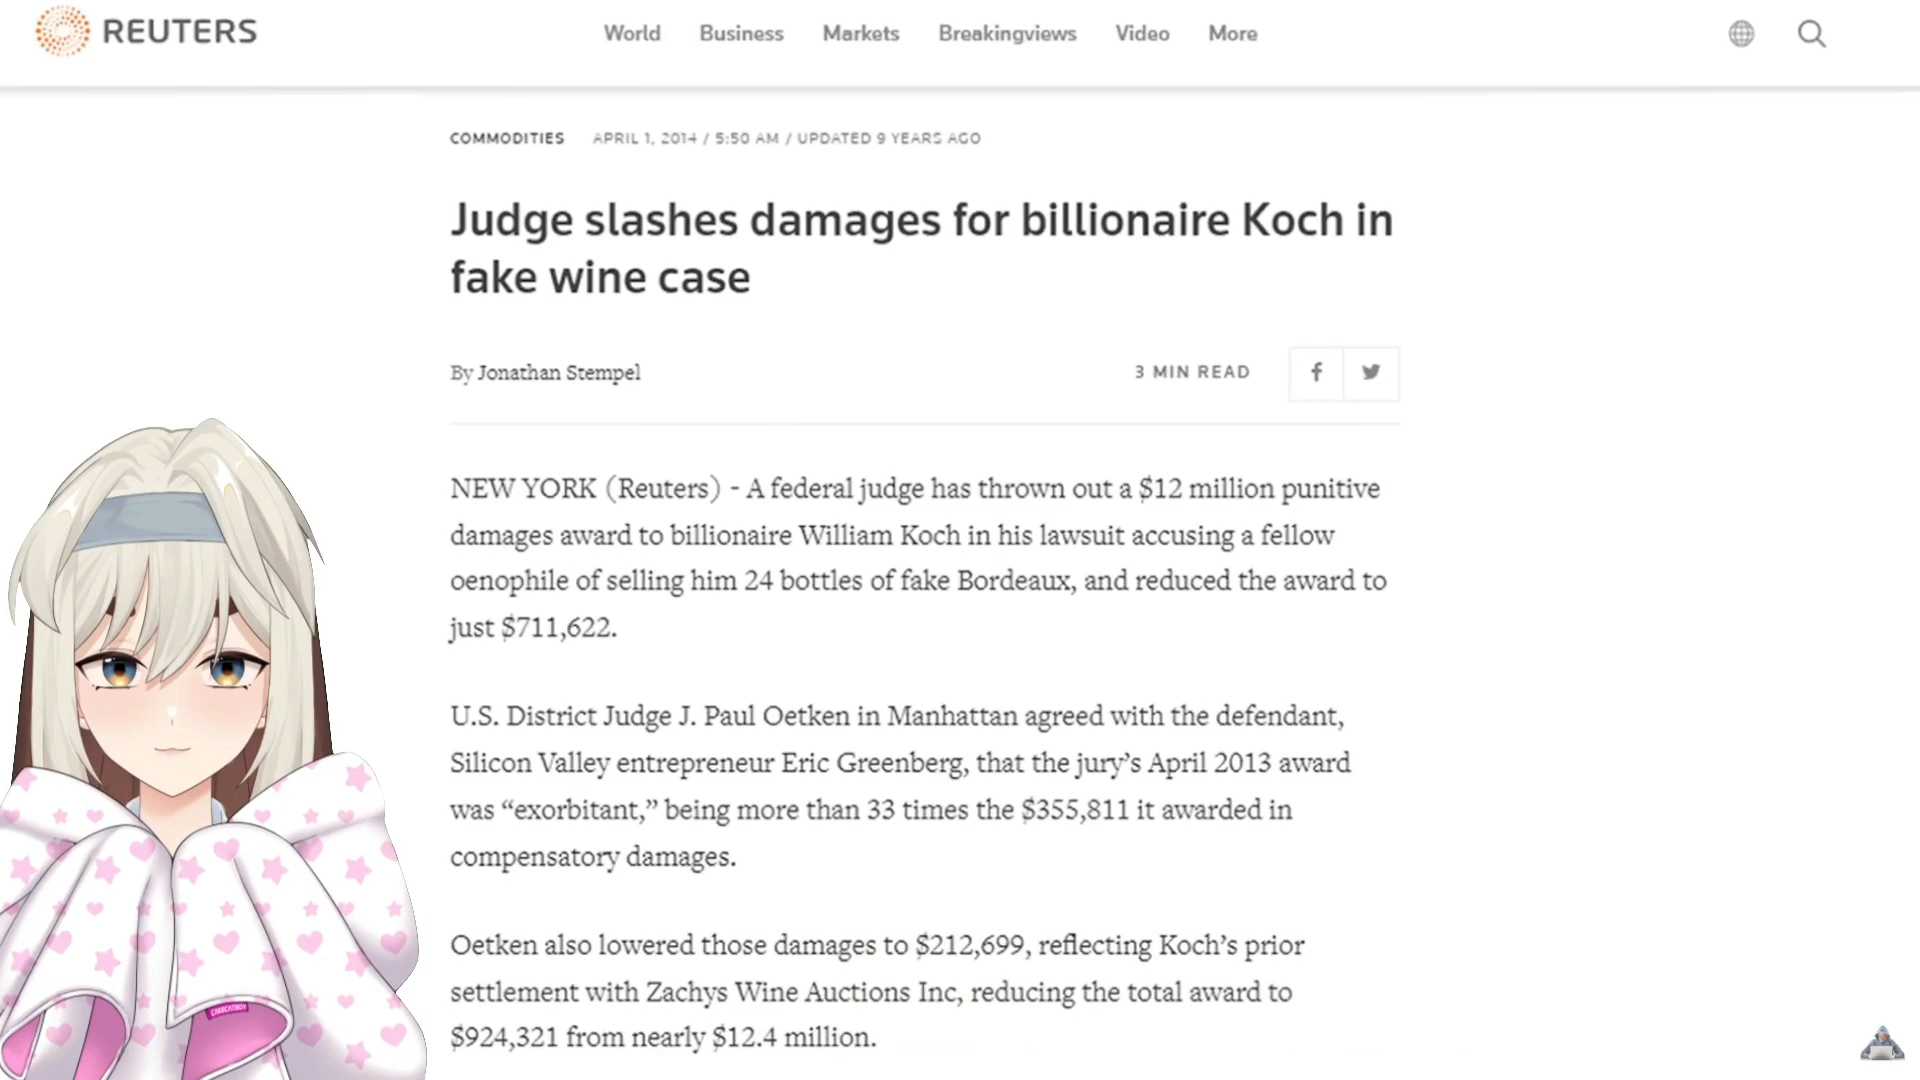 REUTERS
World Business Markets Breakingviews Video More
COMMODITIES APRIL 1, 2014 / 5:50 AM / UPDATED 9 YEARS AGO
Judge slashes damages for billionaire Koch in
fake wine case
By Jonathan Stempel
3 MIN READ
NEW YORK (Reuters) - A federal judge has thrown out a $12 million punitive
damages award to billionaire William Koch in his lawsuit accusing a fellow
oenophile of selling him 24 bottles of fake Bordeaux, and reduced the award to
just $711,622.
U.S. District Judge J. Paul Oetken in Manhattan agreed with the defendant,
Silicon Valley entrepreneur Eric Greenberg, that the jury’s April 2013 award
was “exorbitant,” being more than 33 times the $355,811 it awarded in
compensatory damages.
Oetken also lowered those damages to $212,699, reflecting Koch’s prior
settlement with Zachys Wine Auctions Inc, reducing the total award to
$924,321 from nearly $12.4 million.